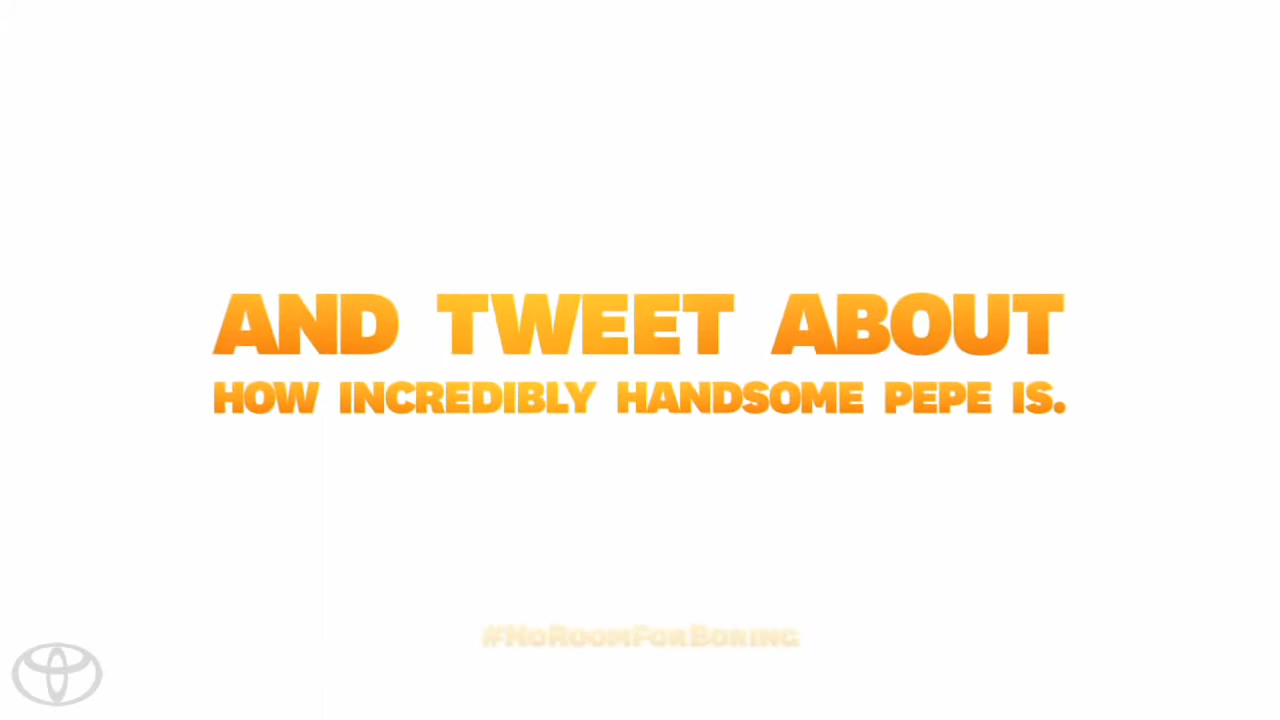 AND TWEET ABOUT
HOW INCREDIBLY HANDSOME PEPE IS.
#NOROOMFORBORING